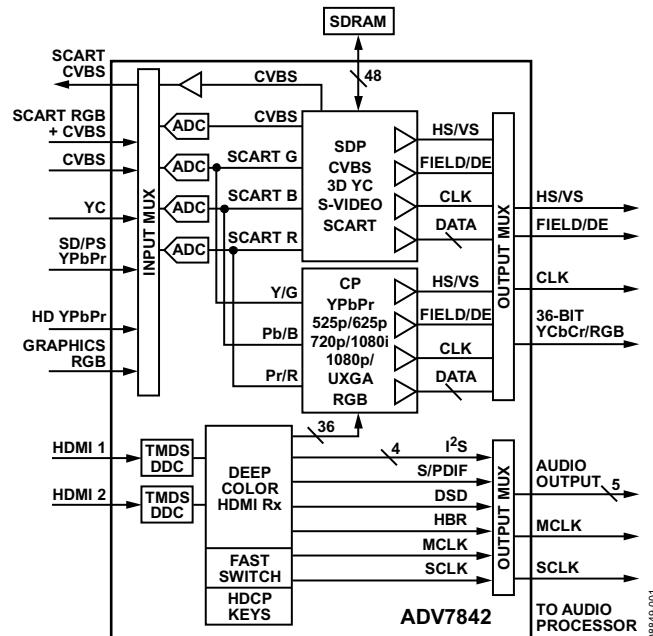 SDRAM
SCART
CVBS
48
CVBS
SCART RGB
+ CVBS
CVBS
YC
SD/PS
YPbPr
HD YPbPr
GRAPHICS
RGB
INPUT MUX
ADC
ADC
ADC
ADC
CVBS
SCART G
SCART B
SCART R
Y/G
Pb/B
Pr/R
SDP
CVBS
3D YC
S-VIDEO
SCART
HS/VS
FIELD/DE
CLK
DATA
CP
YPbPr
525p/625p
720p/1080i
1080p/
UXGA
RGB
HS/VS
FIELD/DE
CLK
DATA
OUTPUT MUX
HS/VS
FIELD/DE
CLK
36-BIT
YCbCr/RGB
36
HDMI 1
HDMI 2
TMDS
DDC
TMDS
DDC
DEEP
COLOR
HDMI Rx
FAST
SWITCH
HDCP
KEYS
4
I2S
S/PDIF
DSD
HBR
MCLK
SCLK
OUTPUT MUX
AUDIO
OUTPUT
5
MCLK
SCLK
ADV7842
TO AUDIO
PROCESSOR
08849-001